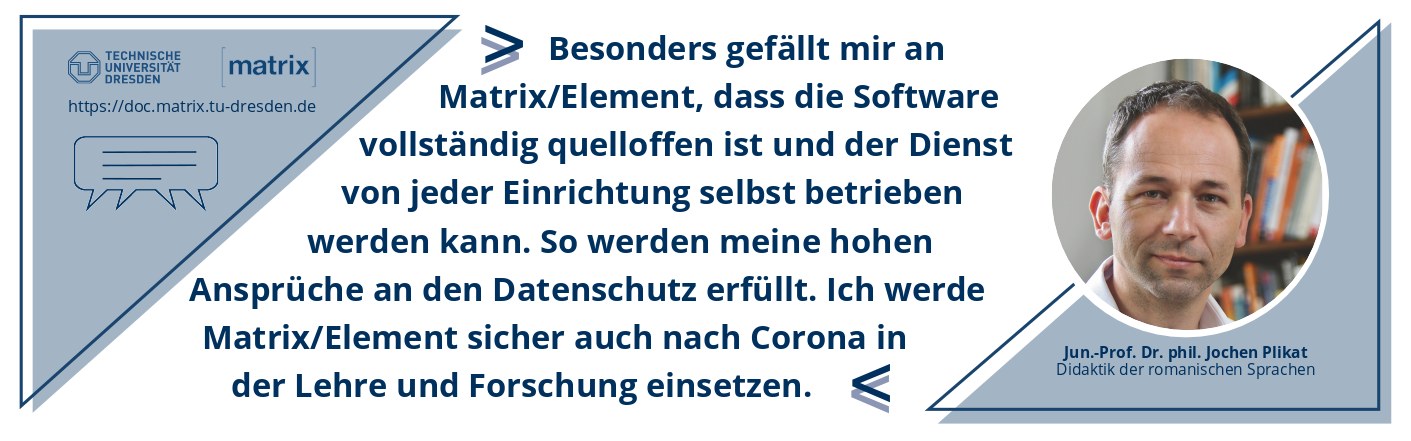 TECHNISCHE
UNIVERSITÄT
DRESDEN
[matrix]
https://doc.matrix.tu-dresden.de
Besonders gefällt mir an
Matrix/Element, dass die Software
vollständig quelloffen ist und der Dienst
von jeder Einrichtung selbst betrieben
werden kann. So werden meine hohen
Ansprüche an den Datenschutz erfüllt. Ich werde
Matrix/Element sicher auch nach Corona in
der Lehre und Forschung einsetzen.
Jun.-Prof. Dr. phil. Jochen Plikat
Didaktik der romanischen Sprachen